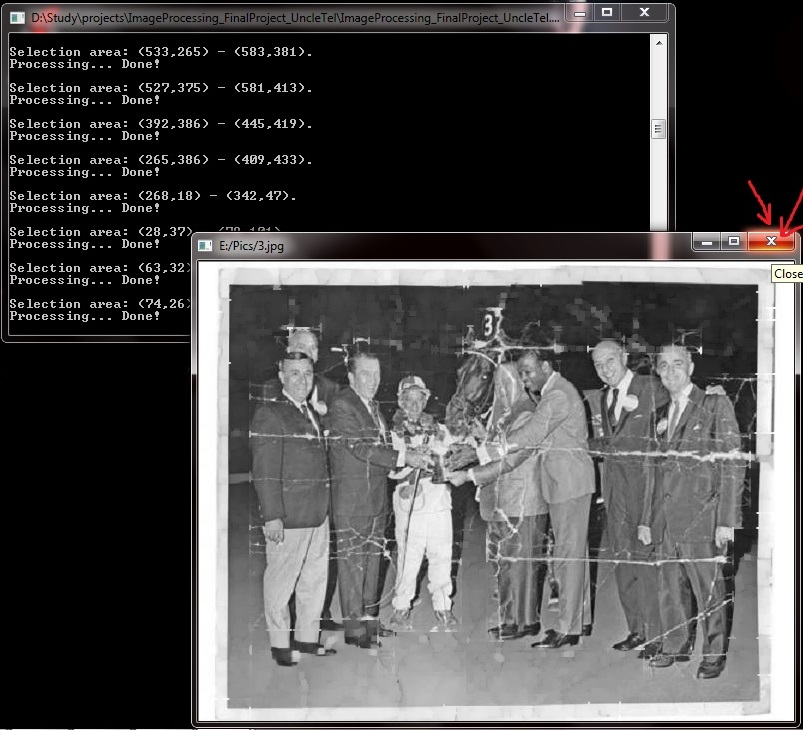 D:\Study\projects\ImageProcessing_FinalProject_UncleTel\ImageProcessing_FinalProject_UncleTel....
Selection area: (533,265) - (583,381).
Processing... Done!
Selection area: (527,375) - (581,413).
Processing... Done!
Selection area: (392,386) - (445,419).
Processing... Done!
Selection area: (265,386) - (409,433).
Processing... Done!
Selection area: (268,18) - (342,47).
Processing... Done!
Selection area: (28,37) - (78,101).
Processing... Done!
Selection area: (63,32)
Processing... Done!
Selection area: (74,26)
Processing... Done!
E:/Pics/3.jpg
Close
3